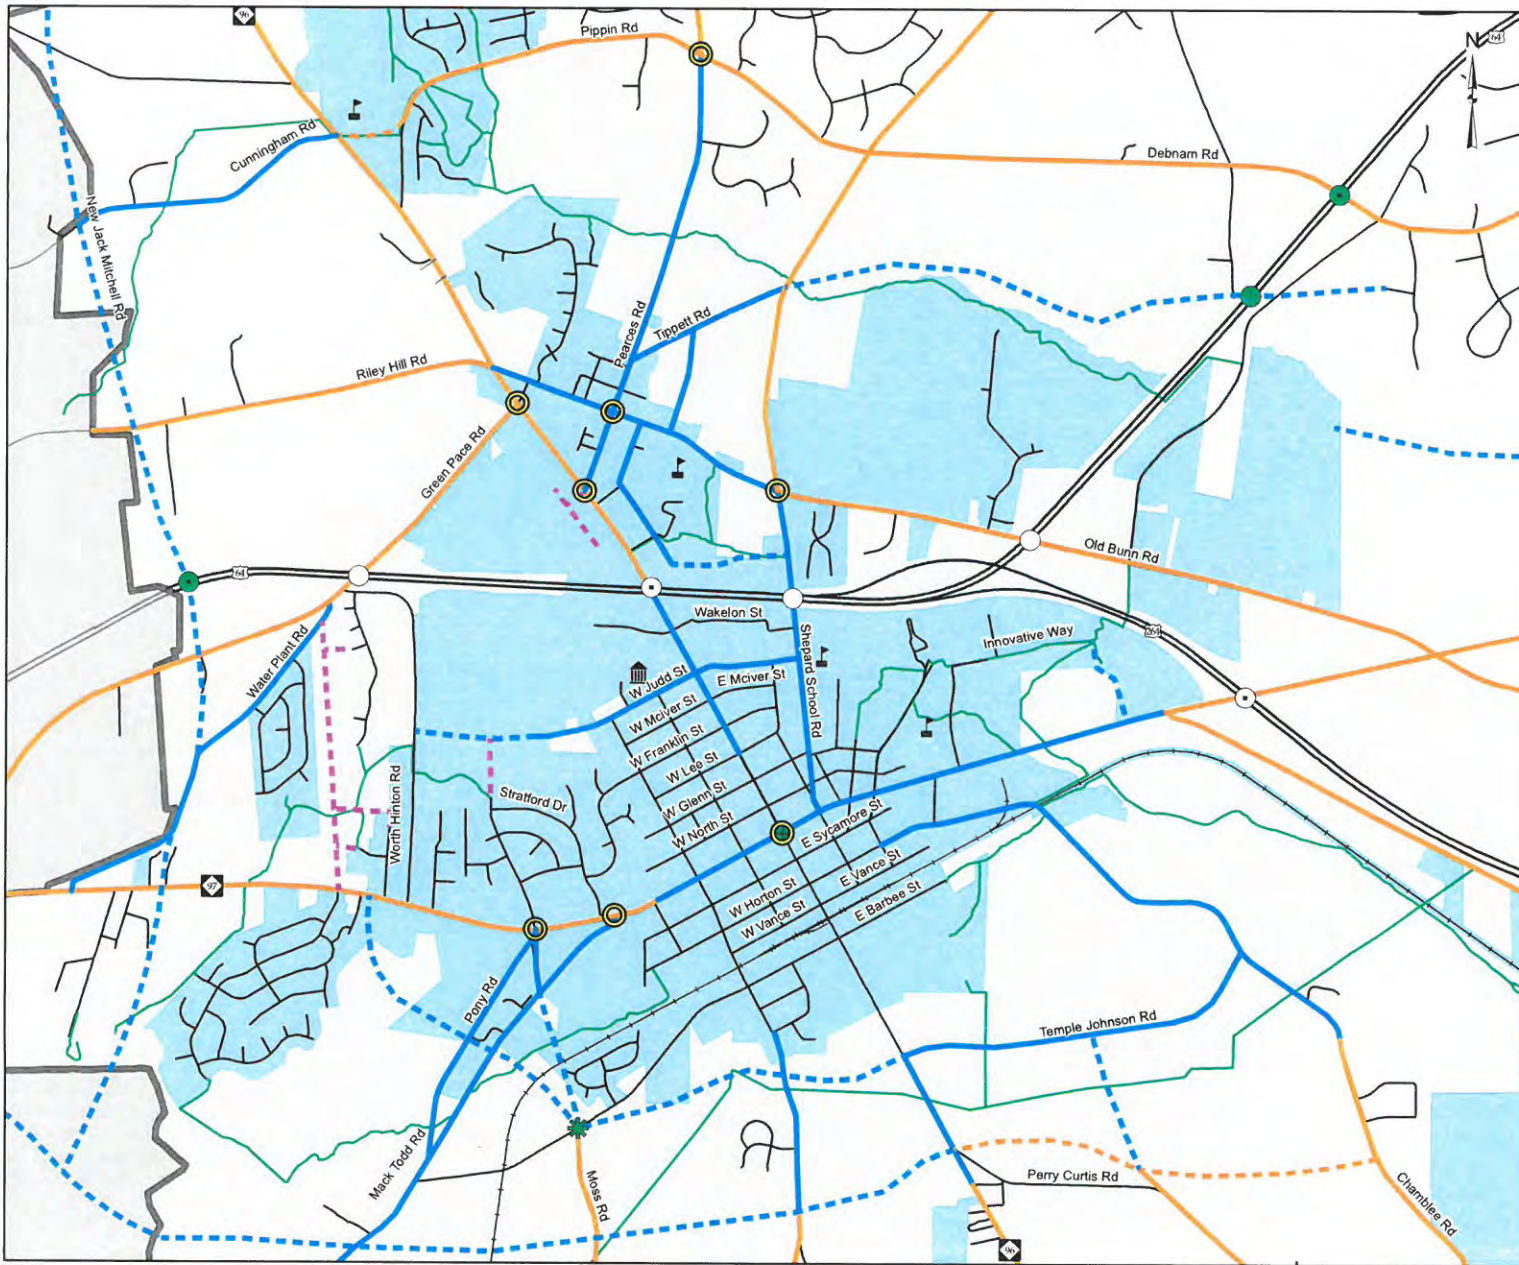 96
Pippin Rd
N
64
Cunningham Rd
Debnam Rd
New Jack Mitchell Rd
Pearces Rd
Tippett Rd
Riley Hill Rd
Green Pace Rd
Old Bunn Rd
64
Wakelon St
264
Shepard School Rd
Innovative Way
Water Plant Rd
W Judd St
E Mciver St
W Mciver St
W Franklin St
W Lee St
W Glenn St
W North St
Stratford Dr
Worth Hinton Rd
E Sycamore St
97
E Vance St
W Horton St
E Barbee St
W Vance St
Pony Rd
Temple Johnson Rd
Mack Todd Rd
Moss Rd
Perry Curtis Rd
Chamblee Rd
96